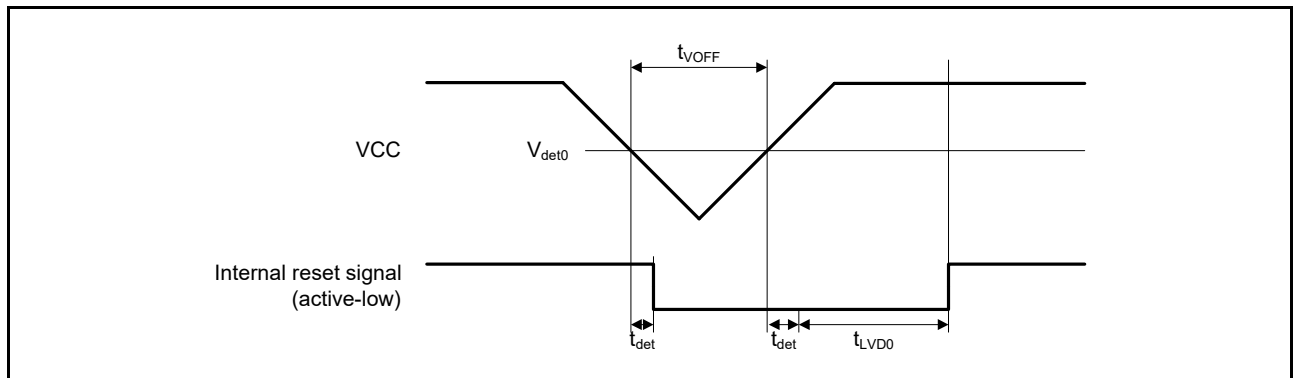 tVOFF
VCC
Vdet0
Internal reset signal
(active-low)
tdet
tdet
tLVD0